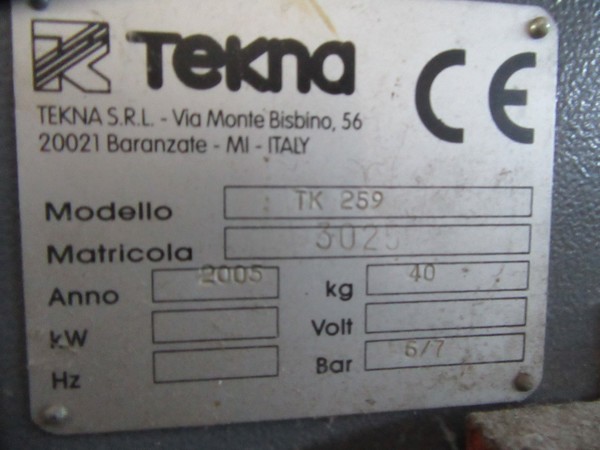 Tekna
CE
TEKNA S.R.L. - Via Monte Bisbino, 56
20021 Baranzate - MI - ITALY
Modello TK 259
Matricola 3025
Anno 2005 kg 40
kW Volt
Hz Bar 6/7